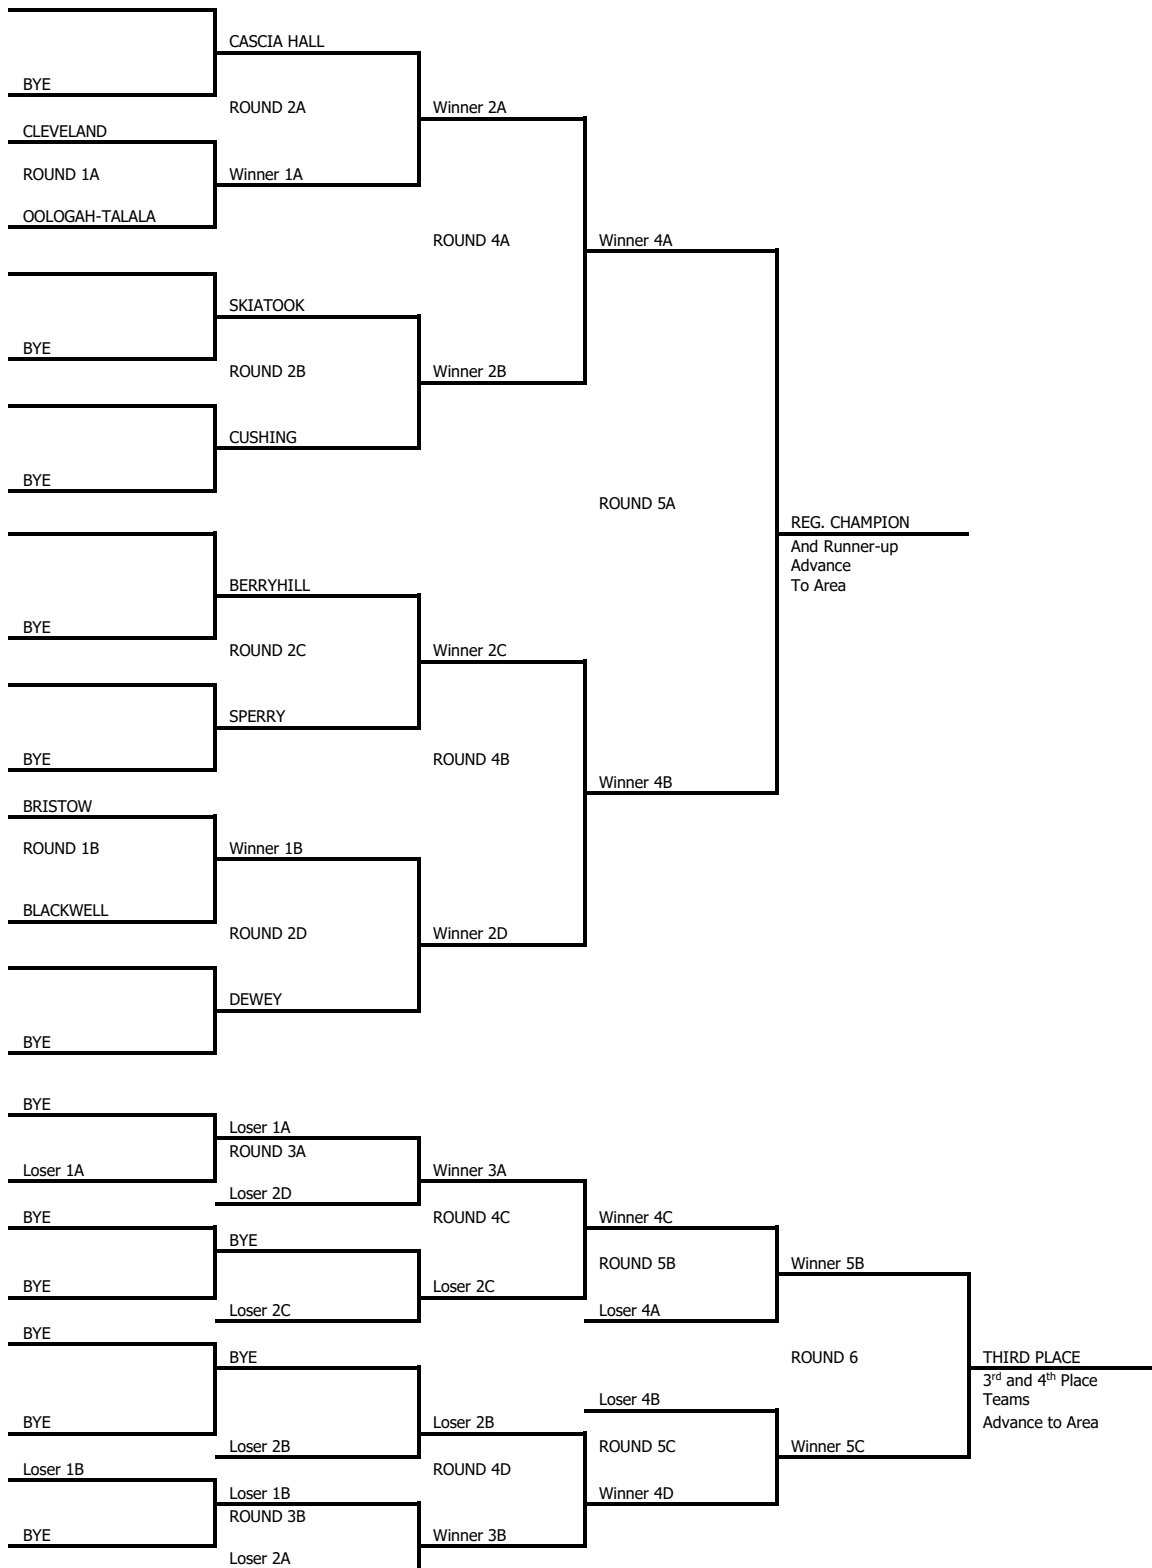 CASCIA HALL
BYE
ROUND 2A
Winner 2A
CLEVELAND
ROUND 1A
Winner 1A
OOLOGAH-TALALA
ROUND 4A
Winner 4A
SKIATOOK
BYE
ROUND 2B
Winner 2B
CUSHING
BYE
ROUND 5A
REG. CHAMPION
And Runner-up
Advance
To Area
BERRYHILL
BYE
ROUND 2C
Winner 2C
SPERRY
BYE
ROUND 4B
Winner 4B
BRISTOW
ROUND 1B
Winner 1B
BLACKWELL
ROUND 2D
Winner 2D
DEWEY
BYE
BYE
Loser 1A
ROUND 3A
Loser 1A
Winner 3A
Loser 2D
BYE
ROUND 4C
Winner 4C
BYE
ROUND 5B
Winner 5B
BYE
Loser 2C
Loser 2C
Loser 4A
BYE
BYE
ROUND 6
THIRD PLACE
3rd and 4th Place
Teams
Advance to Area
Loser 4B
BYE
Loser 2B
Loser 2B
ROUND 5C
Winner 5C
Loser 1B
ROUND 4D
Loser 1B
Winner 4D
ROUND 3B
BYE
Winner 3B
Loser 2A